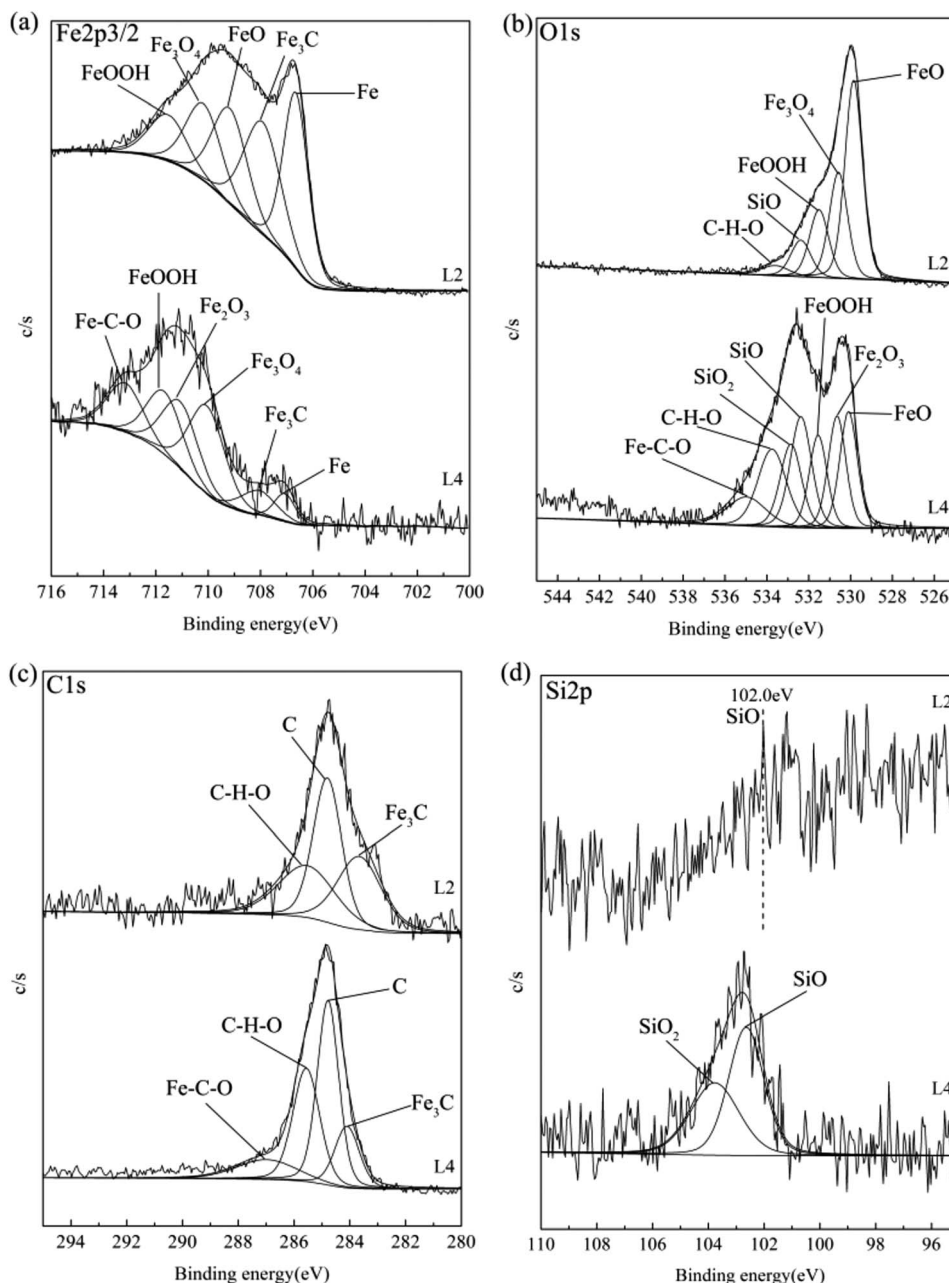 (a)
Fe2p3/2
Fe₃O₄
FeO
Fe₃C
FeOOH
Fe
L2
FeOOH
Fe₂O₃
Fe-C-O
Fe₃O₄
Fe₃C
Fe
L4
c/s
716 714 712 710 708 706 704 702 700
Binding energy(eV)
(b)
O1s
FeO
Fe₃O₄
FeOOH
SiO
C-H-O
L2
FeOOH
SiO
Fe₂O₃
SiO₂
C-H-O
FeO
Fe-C-O
L4
c/s
544 542 540 538 536 534 532 530 528 526
Binding energy(eV)
(c)
C1s
C
C-H-O
Fe₃C
L2
C
C-H-O
Fe-C-O
Fe₃C
L4
c/s
294 292 290 288 286 284 282 280
Binding energy(eV)
(d)
Si2p
102.0eV
SiO
L2
SiO
SiO₂
L4
c/s
110 108 106 104 102 100 98 96
Binding energy(eV)